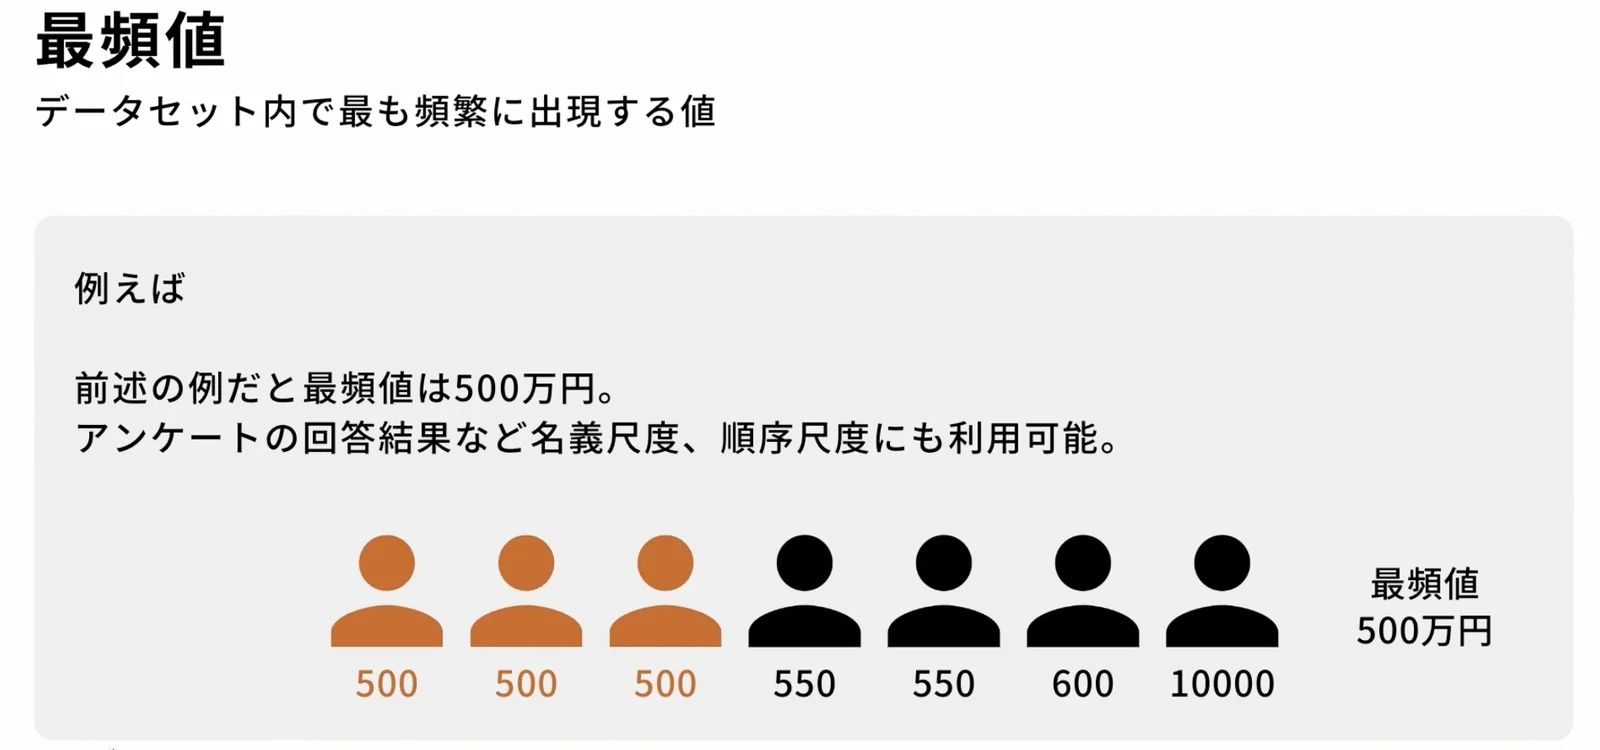 最頻値
データセット内で最も頻繁に出現する値
例えば
前述の例だと最頻値は500万円。
アンケートの回答結果など名義尺度、順序尺度にも利用可能。
最頻値
500万円
500 500 500 550 550 600 10000